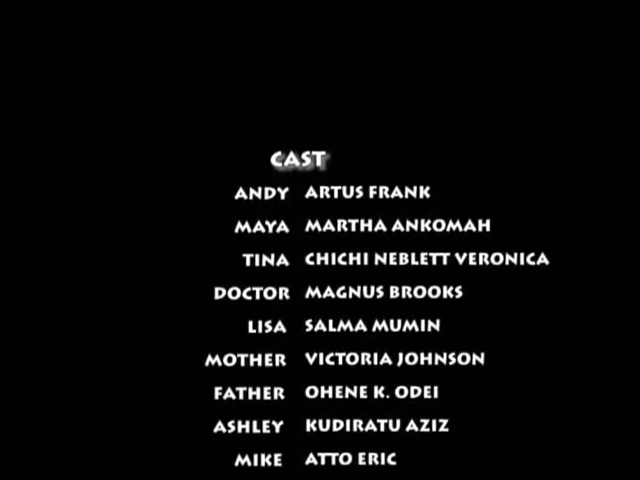 CAST
ANDY ARTUS FRANK
MAYA MARTHA ANKOMAH
TINA CHICHI NEBLETT VERONICA
DOCTOR MAGNUS BROOKS
LISA SALMA MUMIN
MOTHER VICTORIA JOHNSON
FATHER OHENE K. ODEI
ASHLEY KUDIRATU AZIZ
MIKE ATTO ERIC